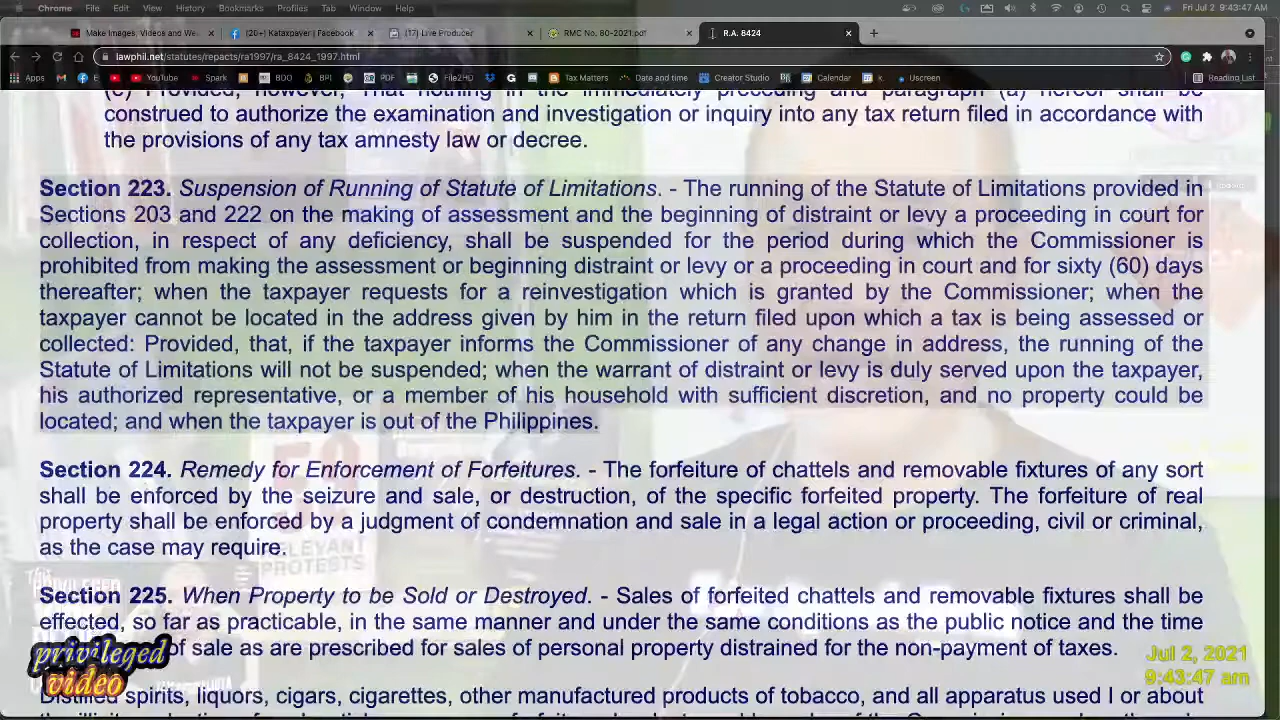 Chrome File Edit View History Bookmarks Profiles Tab Window Help Fri Jul 2 9:43:47 AM
Make Images, Videos and We (20+) Kataxpayer | Facebook (17) Live Producer RMC No. 80-2021.pdf R.A. 8424
lawphil.net/statutes/repacts/ra1997/ra_8424_1997.html
Apps YouTube Spark BDO BPI PDF File2HD Tax Matters Date and time Creator Studio Calendar Uscreen Reading List
construed to authorize the examination and investigation or inquiry into any tax return filed in accordance with
the provisions of any tax amnesty law or decree.
Section 223. Suspension of Running of Statute of Limitations. - The running of the Statute of Limitations provided in
Sections 203 and 222 on the making of assessment and the beginning of distraint or levy a proceeding in court for
collection, in respect of any deficiency, shall be suspended for the period during which the Commissioner is
prohibited from making the assessment or beginning distraint or levy or a proceeding in court and for sixty (60) days
thereafter; when the taxpayer requests for a reinvestigation which is granted by the Commissioner; when the
taxpayer cannot be located in the address given by him in the return filed upon which a tax is being assessed or
collected: Provided, that, if the taxpayer informs the Commissioner of any change in address, the running of the
Statute of Limitations will not be suspended; when the warrant of distraint or levy is duly served upon the taxpayer,
his authorized representative, or a member of his household with sufficient discretion, and no property could be
located; and when the taxpayer is out of the Philippines.
Section 224. Remedy for Enforcement of Forfeitures. - The forfeiture of chattels and removable fixtures of any sort
shall be enforced by the seizure and sale, or destruction, of the specific forfeited property. The forfeiture of real
property shall be enforced by a judgment of condemnation and sale in a legal action or proceeding, civil or criminal,
as the case may require.
PROTESTS
Section 225. When Property to be Sold or Destroyed. - Sales of forfeited chattels and removable fixtures shall be
effected, so far as practicable, in the same manner and under the same conditions as the public notice and the time
of sale as are prescribed for sales of personal property distrained for the non-payment of taxes.
privileged
video
Jul 2, 2021
9:43:47 am
Distilled spirits, liquors, cigars, cigarettes, other manufactured products of tobacco, and all apparatus used I or about